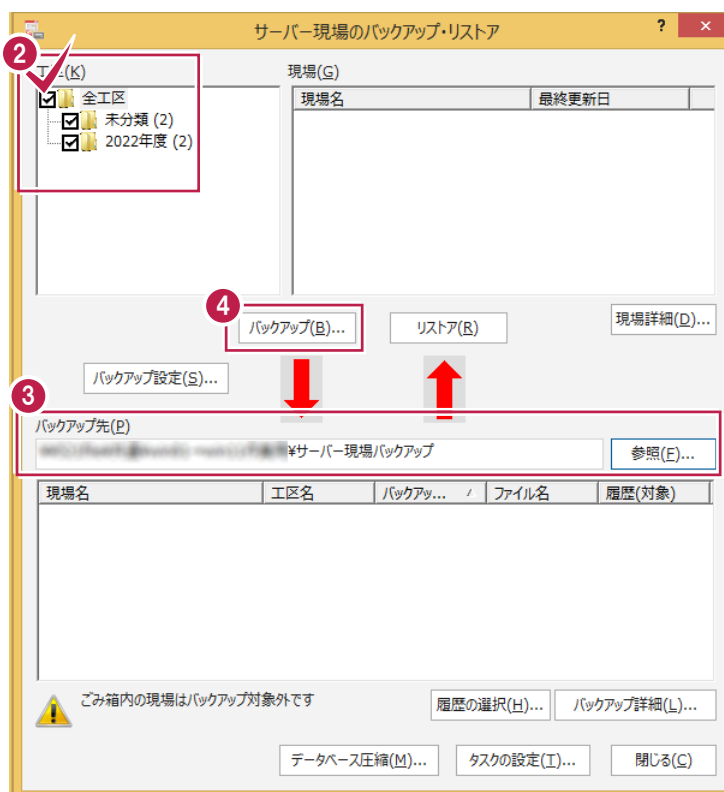 サーバー現場のバックアップ・リストア ? ×
2
(K) 現場(G)
全工区 現場名 最終更新日
未分類 (2)
2022年度 (2)
4
バックアップ(B)... リストア(R) 現場詳細(D)...
バックアップ設定(S)...
3
バックアップ先(P)
¥サーバー現場バックアップ 参照(F)...
現場名 工区名 バックアッ... ファイル名 履歴(対象)
ごみ箱内の現場はバックアップ対象外です 履歴の選択(H)... バックアップ詳細(L)...
データベース圧縮(M)... タスクの設定(T)... 閉じる(C)